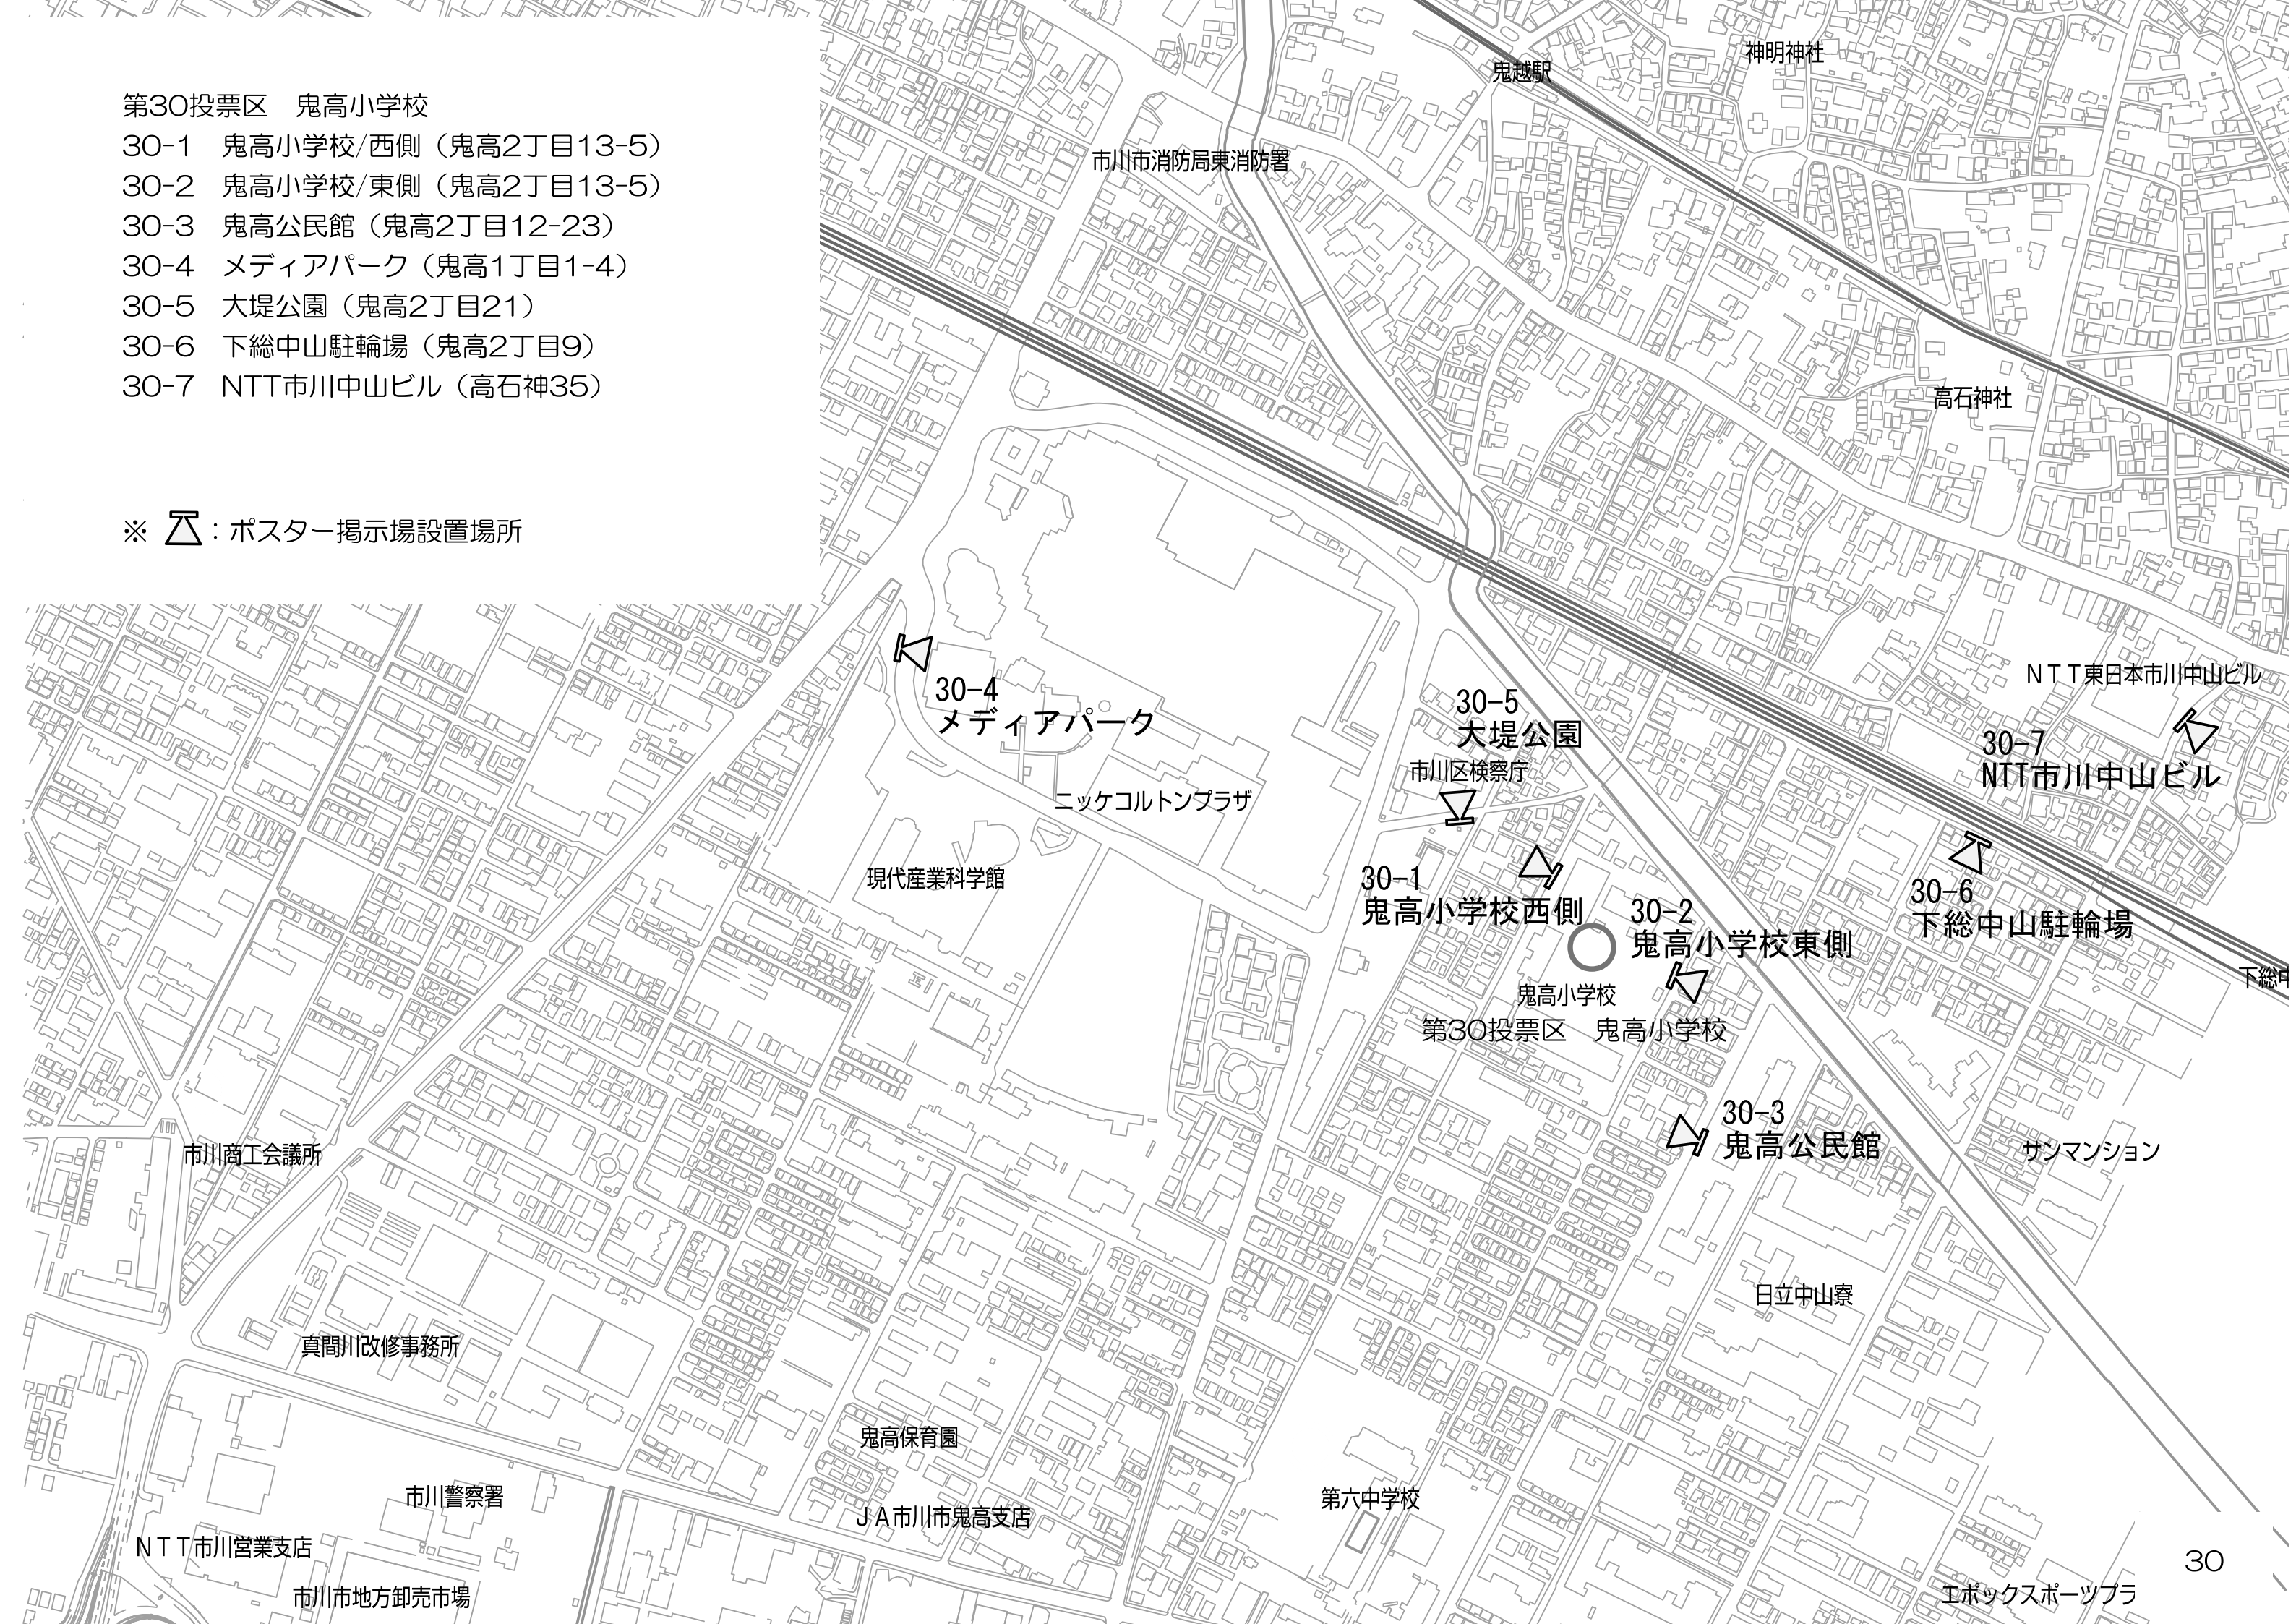 第30投票区　鬼高小学校
30-1　鬼高小学校/西側（鬼高2丁目13-5）
30-2　鬼高小学校/東側（鬼高2丁目13-5）
30-3　鬼高公民館（鬼高2丁目12-23）
30-4　メディアパーク（鬼高1丁目1-4）
30-5　大堤公園（鬼高2丁目21）
30-6　下総中山駐輪場（鬼高2丁目9）
30-7　NTT市川中山ビル（高石神35）
※　：ポスター掲示場設置場所
神明神社
鬼越駅
市川市消防局東消防署
高石神社
ＮＴＴ東日本市川中山ビル
30-4
メディアパーク
30-5
大堤公園
30-7
NTT市川中山ビル
市川区検察庁
ニッケコルトンプラザ
現代産業科学館
30-1
鬼高小学校西側
30-2
鬼高小学校東側
30-6
下総中山駐輪場
下総中
鬼高小学校
第30投票区　鬼高小学校
30-3
鬼高公民館
サンマンション
市川商工会議所
日立中山寮
真間川改修事務所
鬼高保育園
市川警察署
ＪＡ市川市鬼高支店
第六中学校
ＮＴＴ市川営業支店
市川市地方卸売市場
エポックスポーツプラ
30